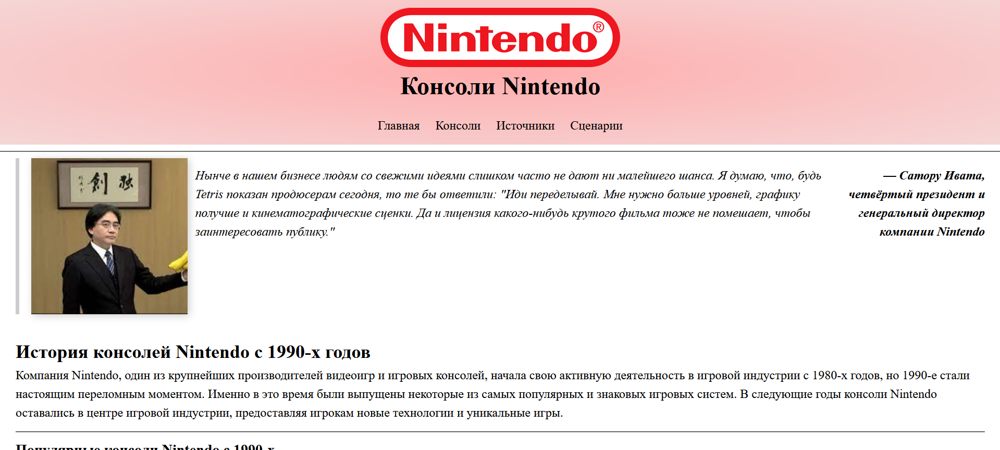 Nintendo®
Консоли Nintendo
Главная Консоли Источники Сценарии
獨創
Нынче в нашем бизнесе людям со свежими идеями слишком часто не дают ни малейшего шанса. Я думаю, что, будь
Tetris показан продюсерам сегодня, то те бы ответили: "Иди переделывай. Мне нужно больше уровней, графику
получше и кинематографические сценки. Да и лицензия какого-нибудь крутого фильма тоже не помешает, чтобы
заинтересовать публику."
— Сатору Ивата,
четвёртый президент и
генеральный директор
компании Nintendo
История консолей Nintendo с 1990-х годов
Компания Nintendo, один из крупнейших производителей видеоигр и игровых консолей, начала свою активную деятельность в игровой индустрии с 1980-х годов, но 1990-е стали
настоящим переломным моментом. Именно в это время были выпущены некоторые из самых популярных и знаковых игровых систем. В следующие годы консоли Nintendo
оставались в центре игровой индустрии, предоставляя игрокам новые технологии и уникальные игры.
Популярные консоли Nintendo с 1990-х